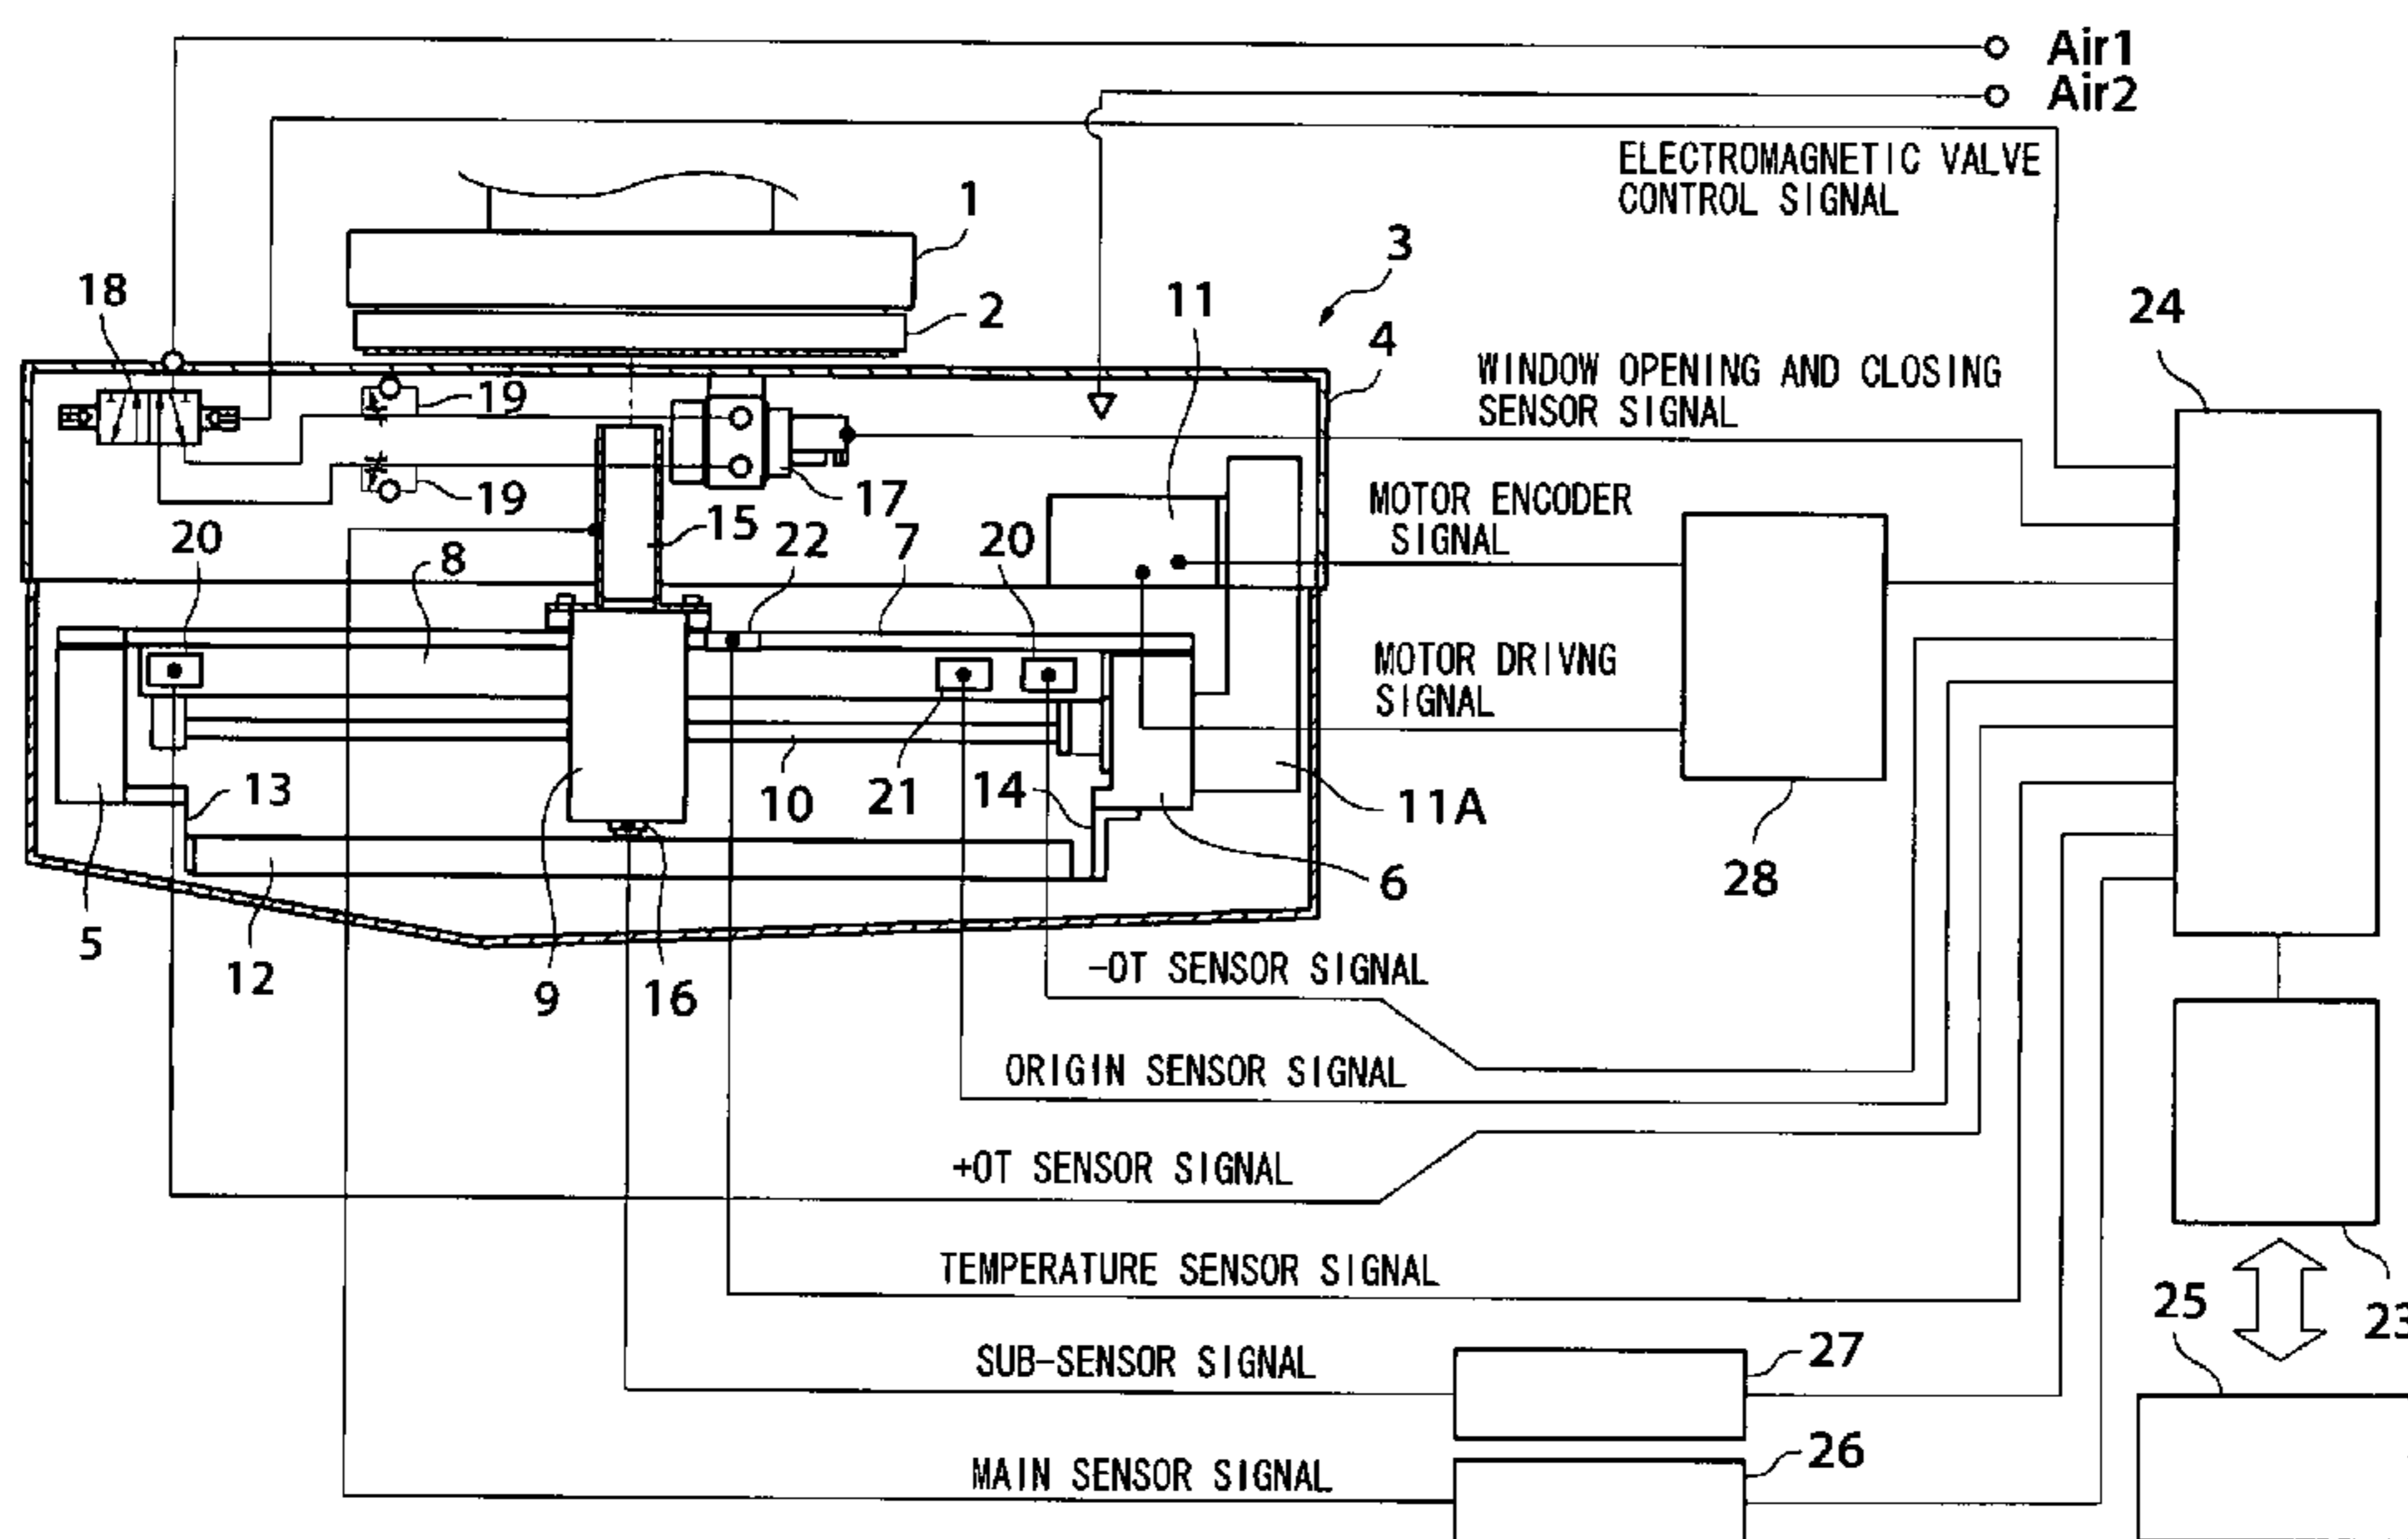 Air1
Air2
ELECTROMAGNETIC VALVE
CONTROL SIGNAL
1
3
18
2
11
4
24
WINDOW OPENING AND CLOSING
SENSOR SIGNAL
19
19
17
MOTOR ENCODER
SIGNAL
20
8
15
22
7
20
MOTOR DRIVNG
SIGNAL
13
10
21
14
11A
28
6
5
12
9
16
-OT SENSOR SIGNAL
ORIGIN SENSOR SIGNAL
+OT SENSOR SIGNAL
TEMPERATURE SENSOR SIGNAL
25
23
SUB-SENSOR SIGNAL
27
MAIN SENSOR SIGNAL
26